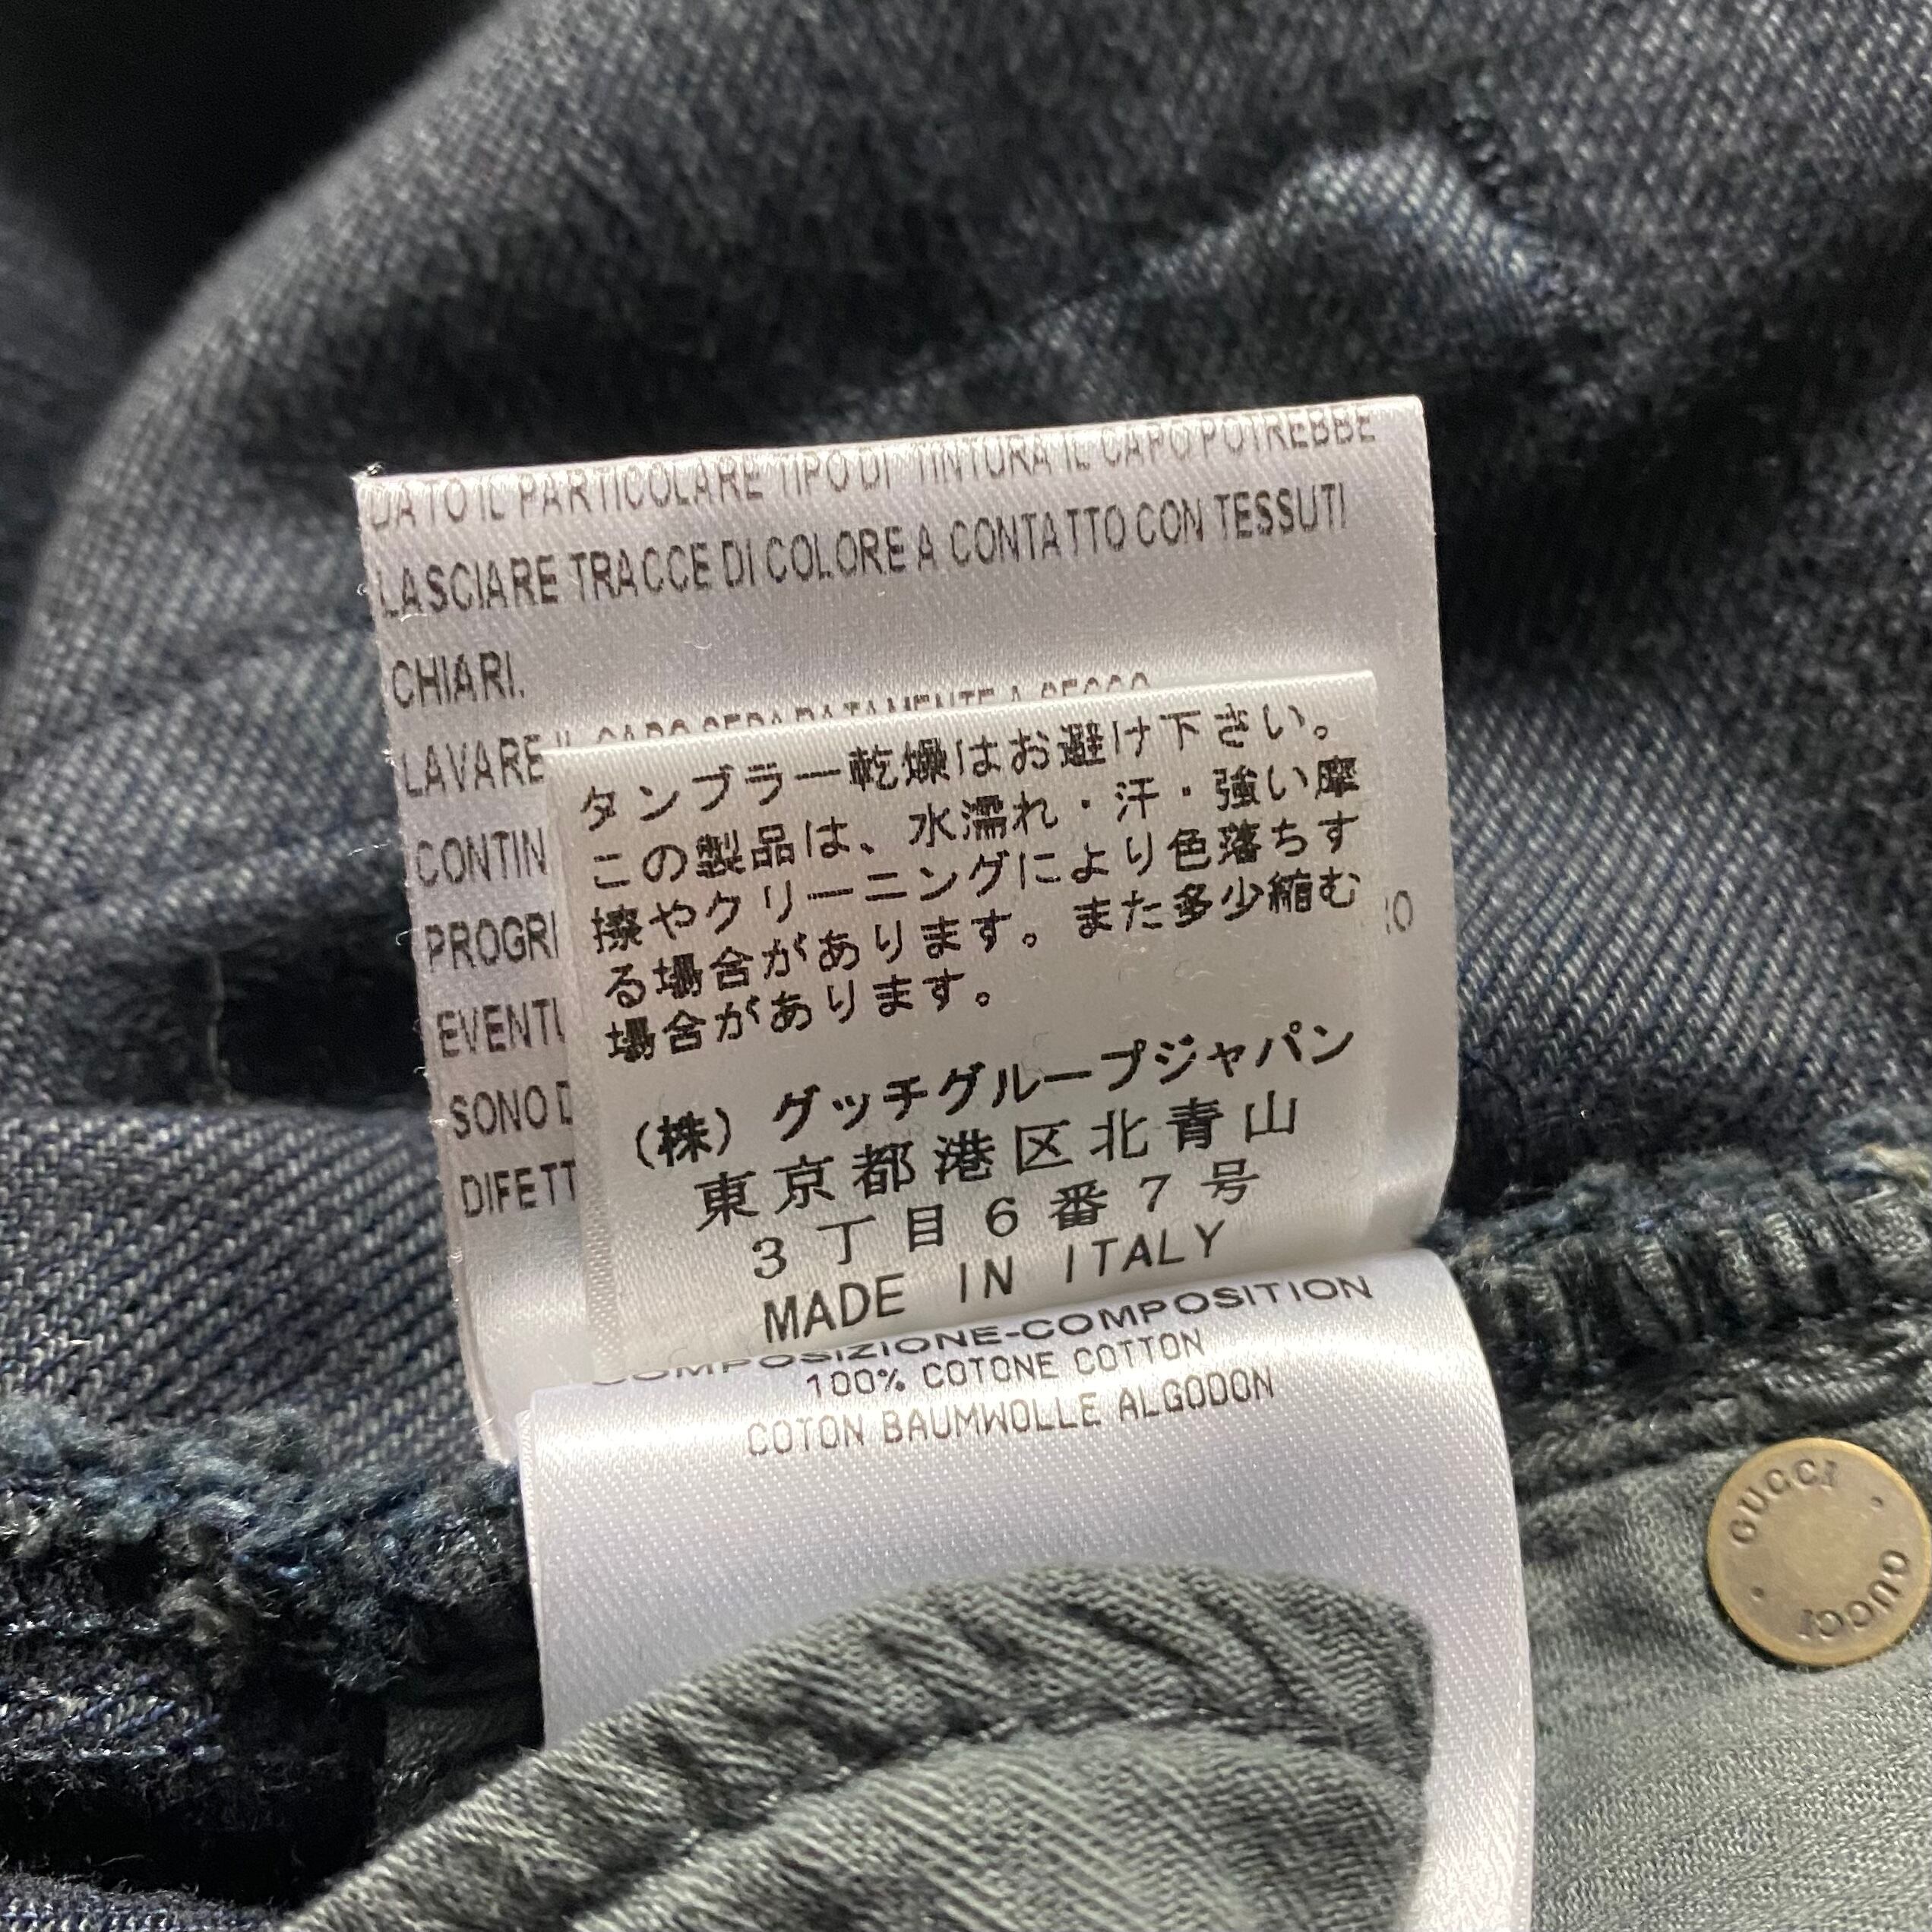 DATO IL PARTICOLARE TIPO DI TINTURA IL CAPO POTREBBE
LASCIARE TRACCE DI COLORE A CONTATTO CON TESSUTI
CHIARI.
LAVARE IL CAPO SEPARATAMENTE A SECCO
CONTIN
PROGRE
EVENTU
SONO D
DIFETT
タンブラー乾燥はお避け下さい。
この製品は、水濡れ・汗・強い摩
擦やクリーニングにより色落ちす
る場合があります。また多少縮む
場合があります。
(株) グッチグループジャパン
東京都港区北青山
3丁目6番7号
MADE IN ITALY
COMPOSIZIONE-COMPOSITION
100% COTONE COTTON
COTON BAUMWOLLE ALGODON
GUCCI
GUCCI